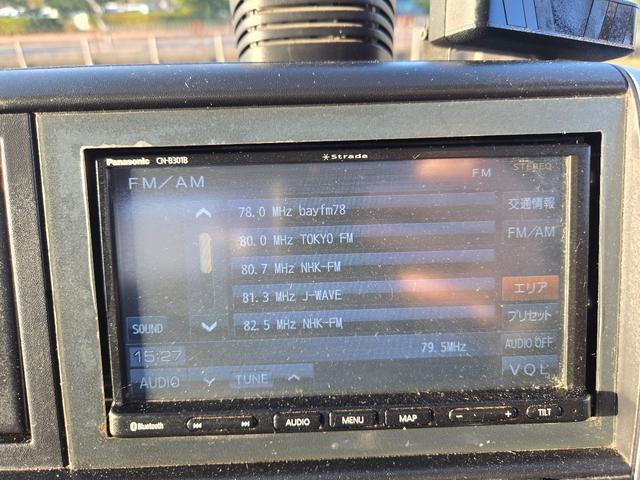 Panasonic CN-B301B
Strada
STEREO
FM/AM
FM
交通情報
78.0 MHz bayfm78
80.0 MHz TOKYO FM
FM/AM
80.7 MHz NHK-FM
81.3 MHz J-WAVE
エリア
82.5 MHz NHK-FM
プリセット
SOUND
79.5MHz
AUDIO OFF
15:27
AUDIO
TUNE
VOL
Bluetooth
AUDIO
MENU
MAP
− +
TILT